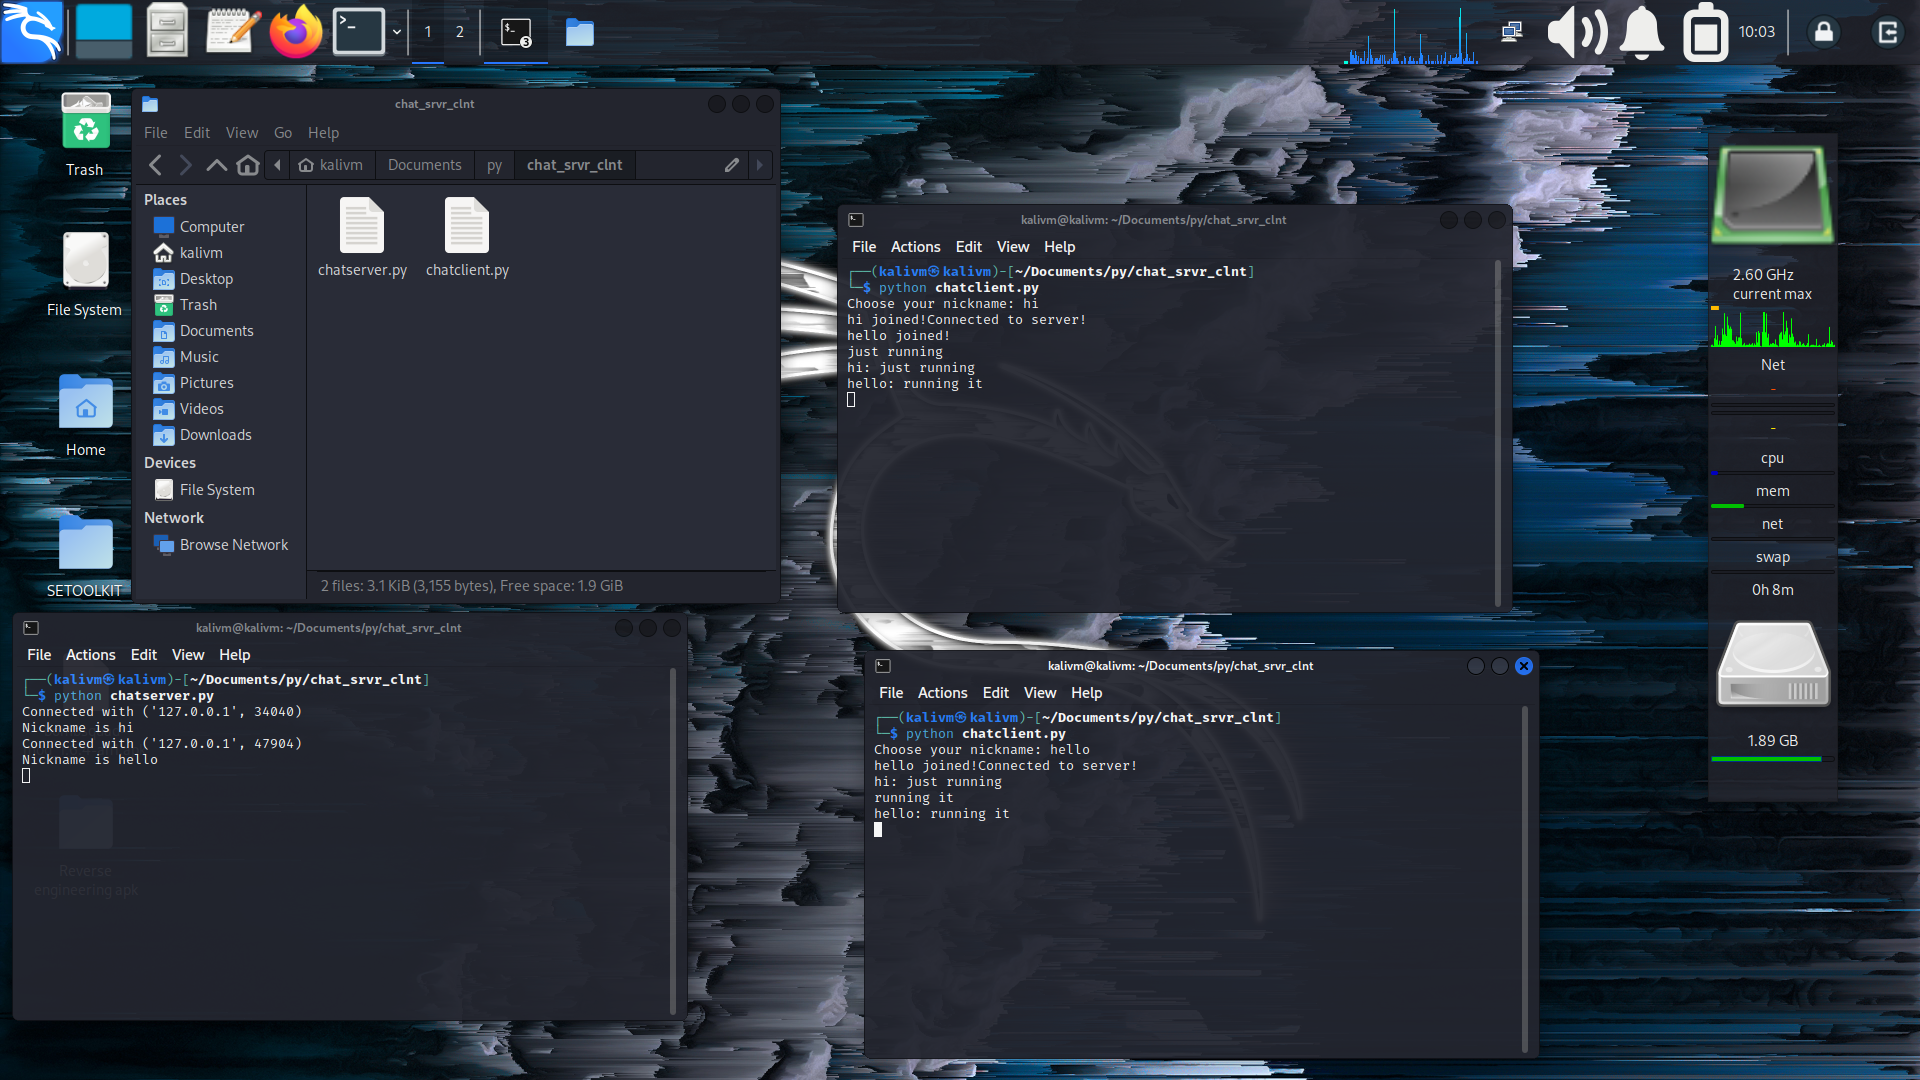 1
2
3
10:03
Trash
File System
Home
SETOOLKIT
chat_srvr_clnt
File Edit View Go Help
kalivm Documents py chat_srvr_clnt
Places
Computer
kalivm
Desktop
Trash
Documents
Music
Pictures
Videos
Downloads
Devices
File System
Network
Browse Network
chatserver.py
chatclient.py
2 files: 3.1 KiB (3,155 bytes), Free space: 1.9 GiB
kalivm@kalivm: ~/Documents/py/chat_srvr_clnt
File Actions Edit View Help
┌──(kalivm㉿kalivm)-[~/Documents/py/chat_srvr_clnt]
└─$ python chatclient.py
Choose your nickname: hi
hi joined!Connected to server!
hello joined!
just running
hi: just running
hello: running it
2.60 GHz
current max
Net
-
-
cpu
mem
net
swap
0h 8m
1.89 GB
kalivm@kalivm: ~/Documents/py/chat_srvr_clnt
File Actions Edit View Help
┌──(kalivm㉿kalivm)-[~/Documents/py/chat_srvr_clnt]
└─$ python chatserver.py
Connected with ('127.0.0.1', 34040)
Nickname is hi
Connected with ('127.0.0.1', 47904)
Nickname is hello
Reverse
engineering apk
kalivm@kalivm: ~/Documents/py/chat_srvr_clnt
File Actions Edit View Help
┌──(kalivm㉿kalivm)-[~/Documents/py/chat_srvr_clnt]
└─$ python chatclient.py
Choose your nickname: hello
hello joined!Connected to server!
hi: just running
running it
hello: running it